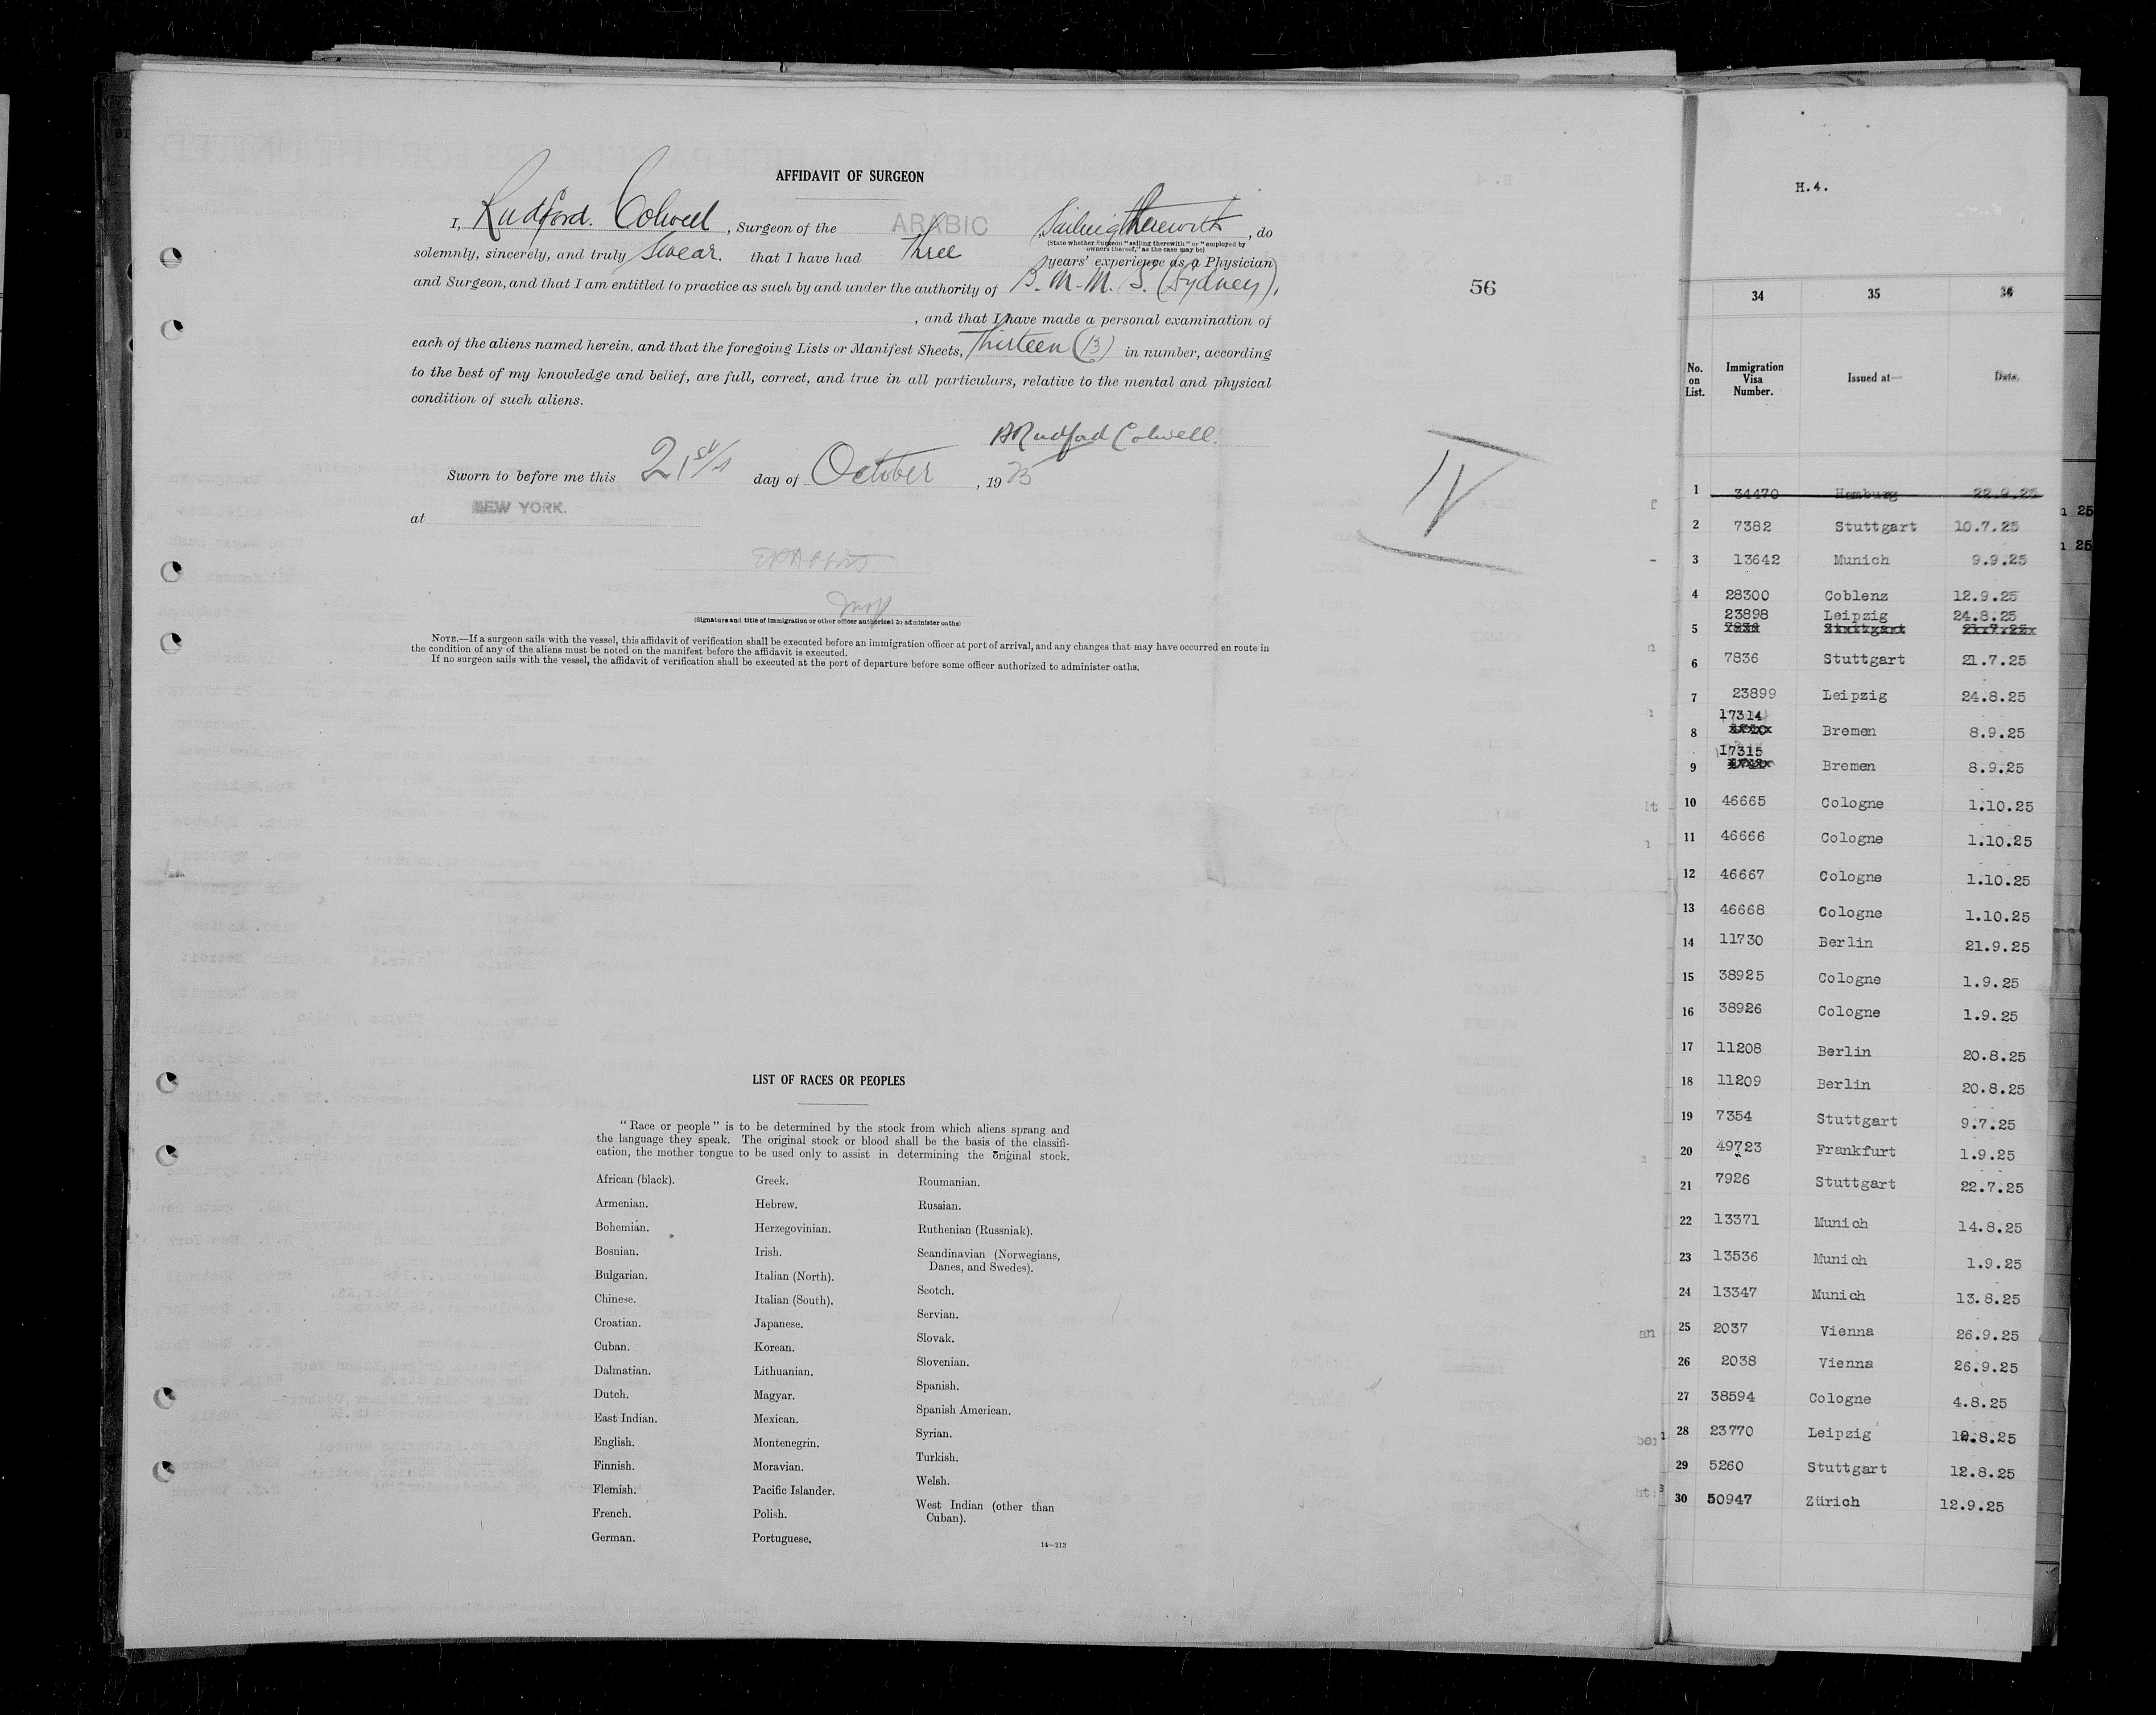 AFFIDAVIT OF SURGEON
I, Radford. Colwell, Surgeon of the ARABIC Sailing therewith, do
(State whether Surgeon "sailing therewith" or "employed by owners thereof," as the case may be)
solemnly, sincerely, and truly swear. that I have had three years' experience as a Physician
and Surgeon, and that I am entitled to practice as such by and under the authority of B. M. M. S. (Sydney),
, and that I have made a personal examination of
each of the aliens named herein, and that the foregoing Lists or Manifest Sheets, Thirteen (13) in number, according
to the best of my knowledge and belief, are full, correct, and true in all particulars, relative to the mental and physical
condition of such aliens.
Radford Colwell.
Sworn to before me this 21st day of October, 1925
at NEW YORK.
(Signature and title of immigration or other officer authorized to administer oaths)
NOTE.—If a surgeon sails with the vessel, this affidavit of verification shall be executed before an immigration officer at port of arrival, and any changes that may have occurred en route in
the condition of any of the aliens must be noted on the manifest before the affidavit is executed.
If no surgeon sails with the vessel, the affidavit of verification shall be executed at the port of departure before some officer authorized to administer oaths.
56
IV
LIST OF RACES OR PEOPLES
"Race or people" is to be determined by the stock from which aliens sprang and
the language they speak. The original stock or blood shall be the basis of the classifi-
cation, the mother tongue to be used only to assist in determining the original stock.
African (black).
Armenian.
Bohemian.
Bosnian.
Bulgarian.
Chinese.
Croatian.
Cuban.
Dalmatian.
Dutch.
East Indian.
English.
Finnish.
Flemish.
French.
German.
Greek.
Hebrew.
Herzegovinian.
Irish.
Italian (North).
Italian (South).
Japanese.
Korean.
Lithuanian.
Magyar.
Mexican.
Montenegrin.
Moravian.
Pacific Islander.
Polish.
Portuguese.
Roumanian.
Russian.
Ruthenian (Russniak).
Scandinavian (Norwegians,
Danes, and Swedes).
Scotch.
Servian.
Slovak.
Slovenian.
Spanish.
Spanish American.
Syrian.
Turkish.
Welsh.
West Indian (other than
Cuban).
14—213
H.4.
34 35 36
No. on List. Immigration Visa Number. Issued at— Date.
1 34470 Hamburg 22.9.25
2 7382 Stuttgart 10.7.25
3 13642 Munich 9.9.25
4 28300 Coblenz 12.9.25
23898 Leipzig 24.8.25
5 7836 Stuttgart 21.7.25
6 7836 Stuttgart 21.7.25
7 23899 Leipzig 24.8.25
17314
8 Bremen 8.9.25
17315
9 Bremen 8.9.25
10 46665 Cologne 1.10.25
11 46666 Cologne 1.10.25
12 46667 Cologne 1.10.25
13 46668 Cologne 1.10.25
14 11730 Berlin 21.9.25
15 38925 Cologne 1.9.25
16 38926 Cologne 1.9.25
17 11208 Berlin 20.8.25
18 11209 Berlin 20.8.25
19 7354 Stuttgart 9.7.25
20 49723 Frankfurt 1.9.25
21 7926 Stuttgart 22.7.25
22 13371 Munich 14.8.25
23 13536 Munich 1.9.25
24 13347 Munich 13.8.25
25 2037 Vienna 26.9.25
26 2038 Vienna 26.9.25
27 38594 Cologne 4.8.25
28 23770 Leipzig 12.8.25
29 5260 Stuttgart 12.8.25
30 50947 Zürich 12.9.25